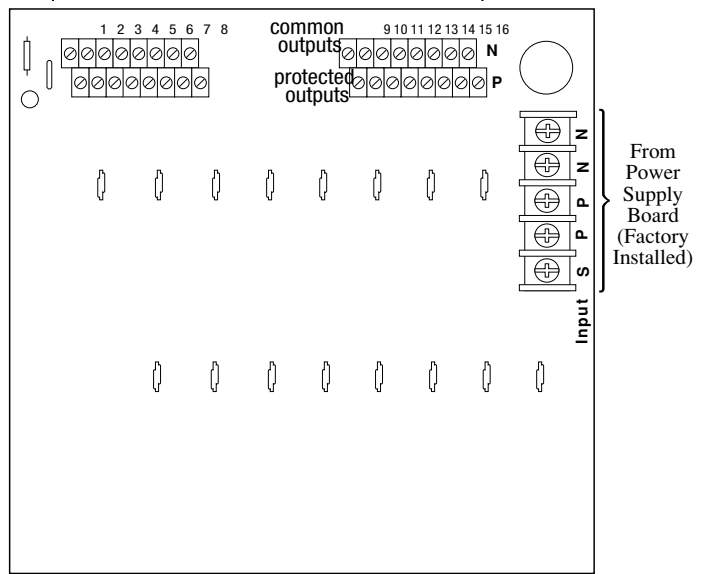 1 2 3 4 5 6 7 8
common
outputs
9 10 11 12 13 14 15 16
N
protected
outputs
P
N
N
P
P
S
Input
From
Power
Supply
Board
(Factory
Installed)